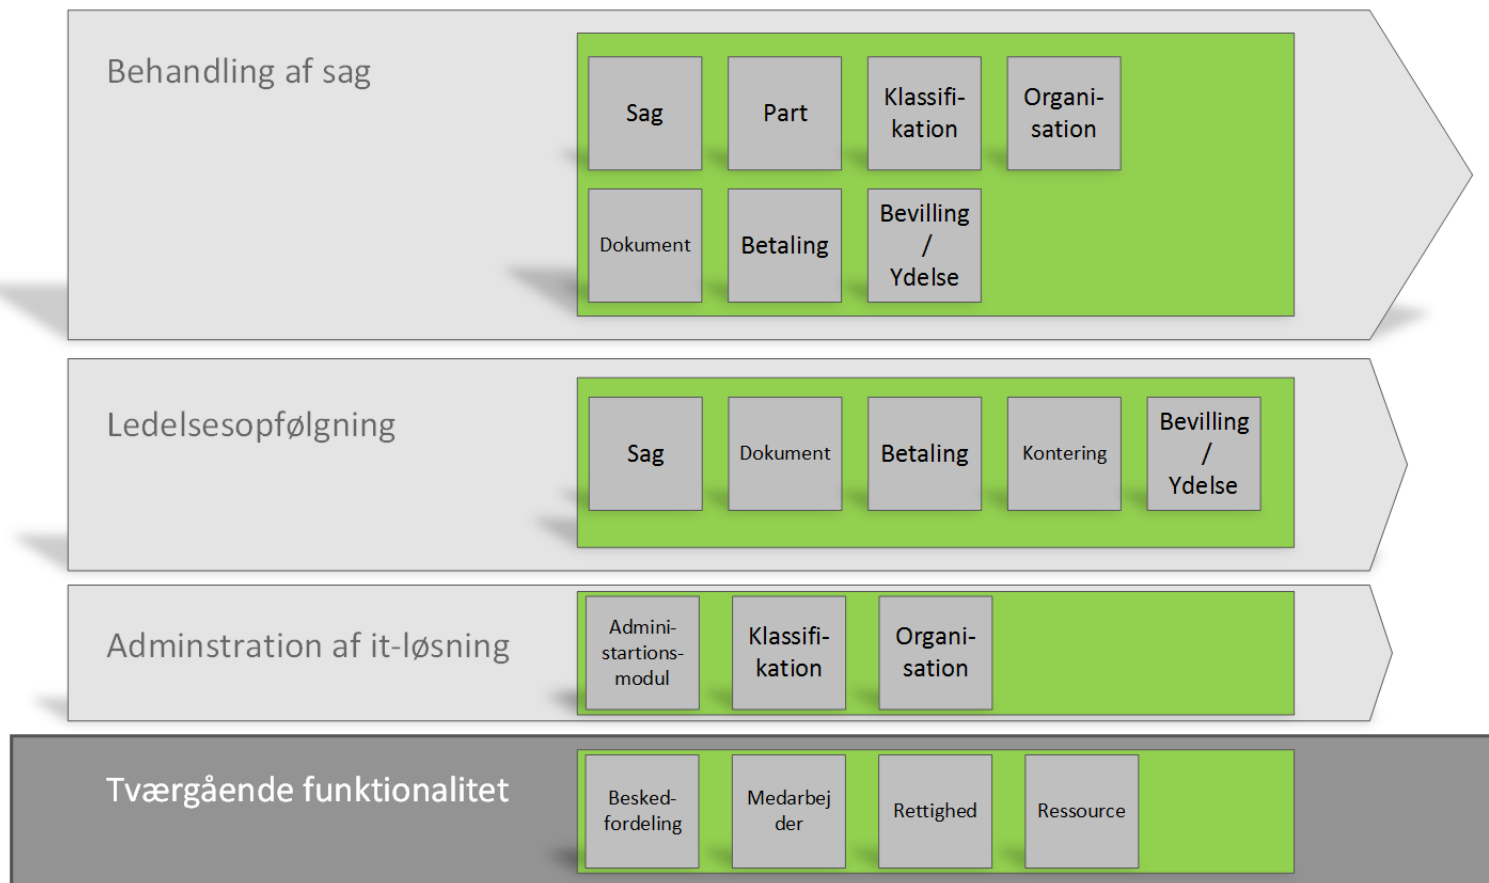 Behandling af sag
Sag
Part
Klassifi-
kation
Organi-
sation
Dokument
Betaling
Bevilling
/
Ydelse
Ledelsesopfølgning
Sag
Dokument
Betaling
Kontering
Bevilling
/
Ydelse
Adminstration af it-løsning
Admini-
startions-
modul
Klassifi-
kation
Organi-
sation
Tværgående funktionalitet
Besked-
fordeling
Medarbej
der
Rettighed
Ressource